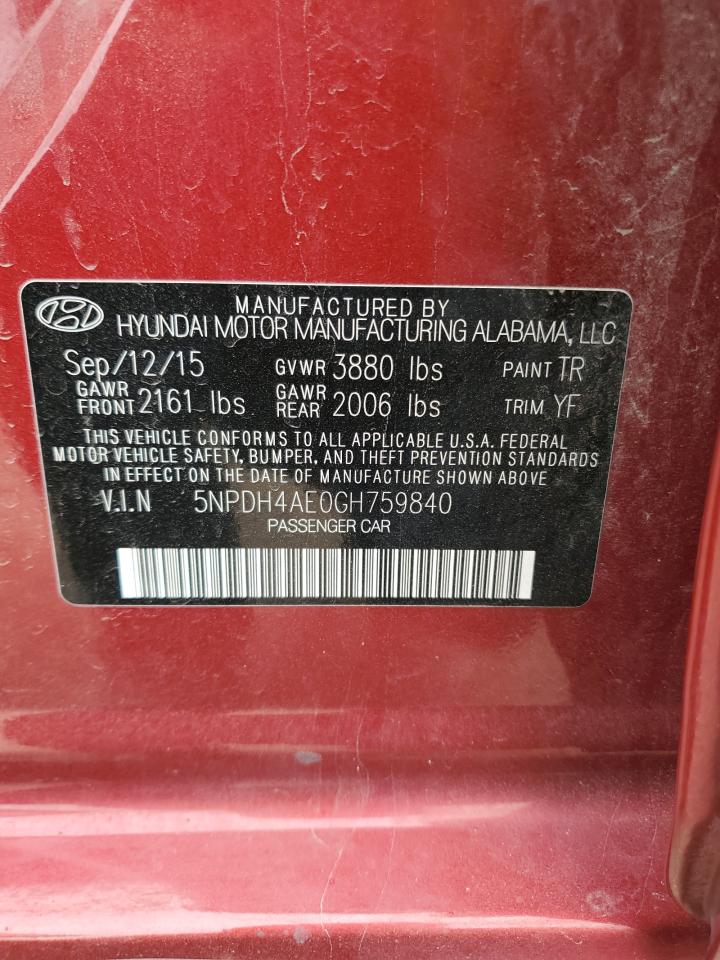 MANUFACTURED BY
HYUNDAI MOTOR MANUFACTURING ALABAMA, LLC
Sep/12/15 GVWR 3880 lbs PAINT TR
GAWR FRONT 2161 lbs GAWR REAR 2006 lbs TRIM YF
THIS VEHICLE CONFORMS TO ALL APPLICABLE U.S.A. FEDERAL
MOTOR VEHICLE SAFETY, BUMPER, AND THEFT PREVENTION STANDARDS
IN EFFECT ON THE DATE OF MANUFACTURE SHOWN ABOVE
V.I.N 5NPDH4AE0GH759840
PASSENGER CAR